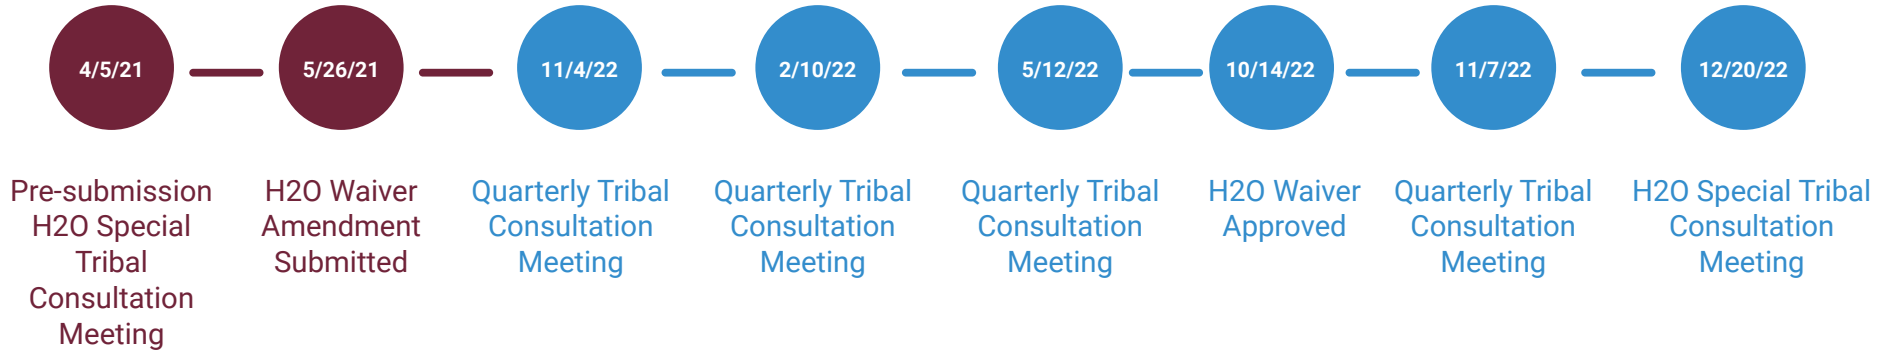 4/5/21
5/26/21
11/4/22
2/10/22
5/12/22
10/14/22
11/7/22
12/20/22
Pre-submission
H2O Special
Tribal
Consultation
Meeting
H2O Waiver
Amendment
Submitted
Quarterly Tribal
Consultation
Meeting
Quarterly Tribal
Consultation
Meeting
Quarterly Tribal
Consultation
Meeting
H2O Waiver
Approved
Quarterly Tribal
Consultation
Meeting
H2O Special Tribal
Consultation
Meeting